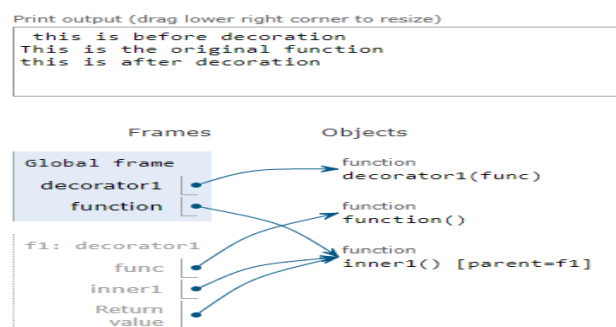 Print output (drag lower right corner to resize)
this is before decoration
This is the original function
this is after decoration
Frames Objects
Global frame
decorator1
function
function
decorator1(func)
function
function()
function
inner1() [parent=f1]
f1: decorator1
func
inner1
Return
value